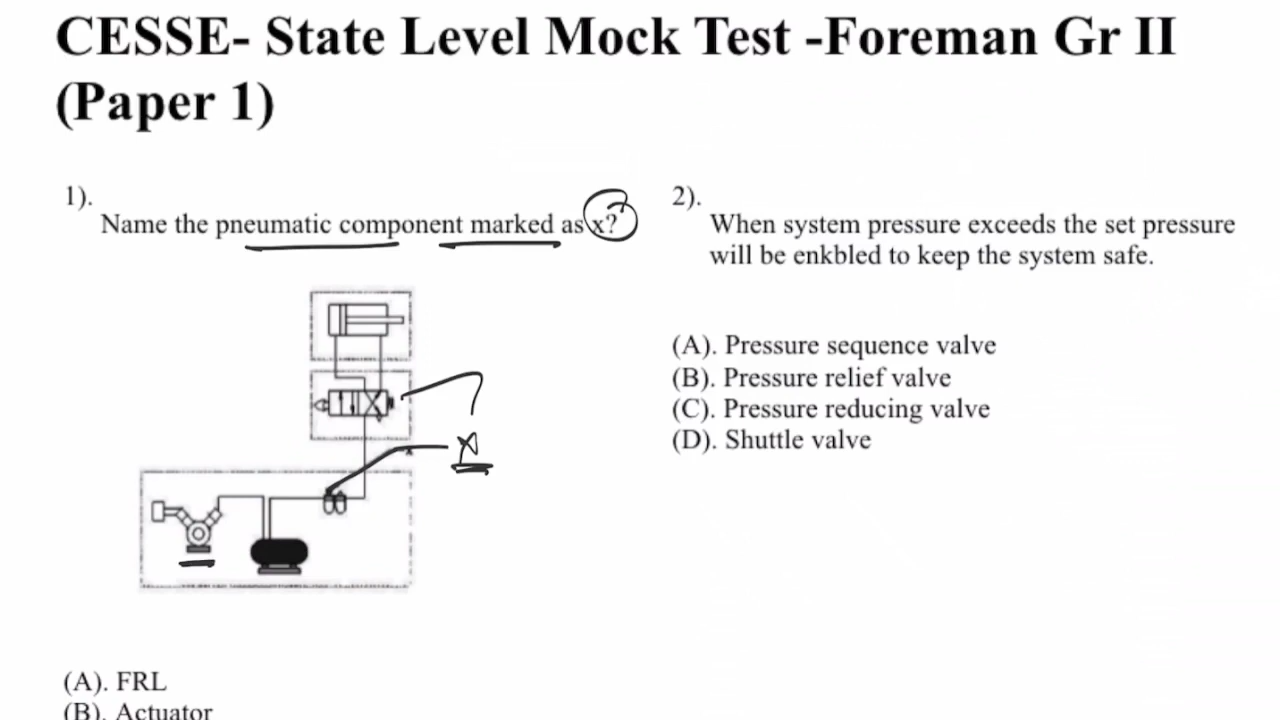 CESSE- State Level Mock Test -Foreman Gr II
(Paper 1)
1).
Name the pneumatic component marked as x?
x
(A). FRL
(B). Actuator
2).
When system pressure exceeds the set pressure
will be enkbled to keep the system safe.
(A). Pressure sequence valve
(B). Pressure relief valve
(C). Pressure reducing valve
(D). Shuttle valve